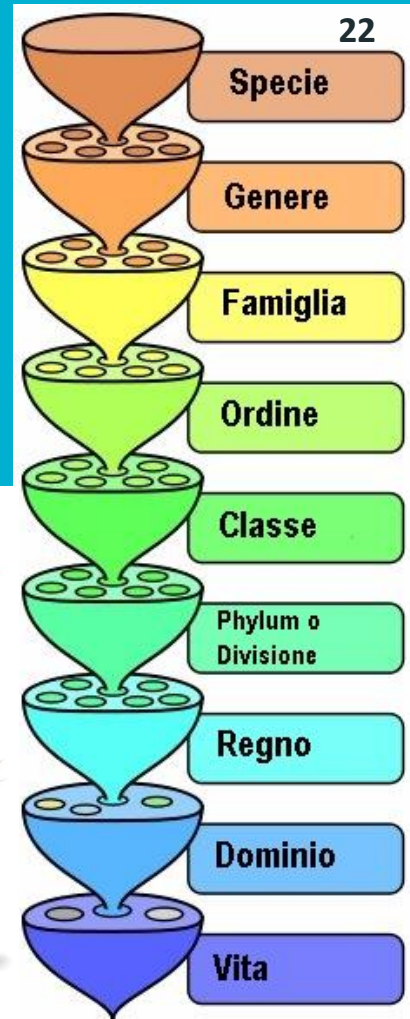 22
Specie
Genere
Famiglia
Ordine
Classe
Phylum o
Divisione
Regno
Dominio
Vita